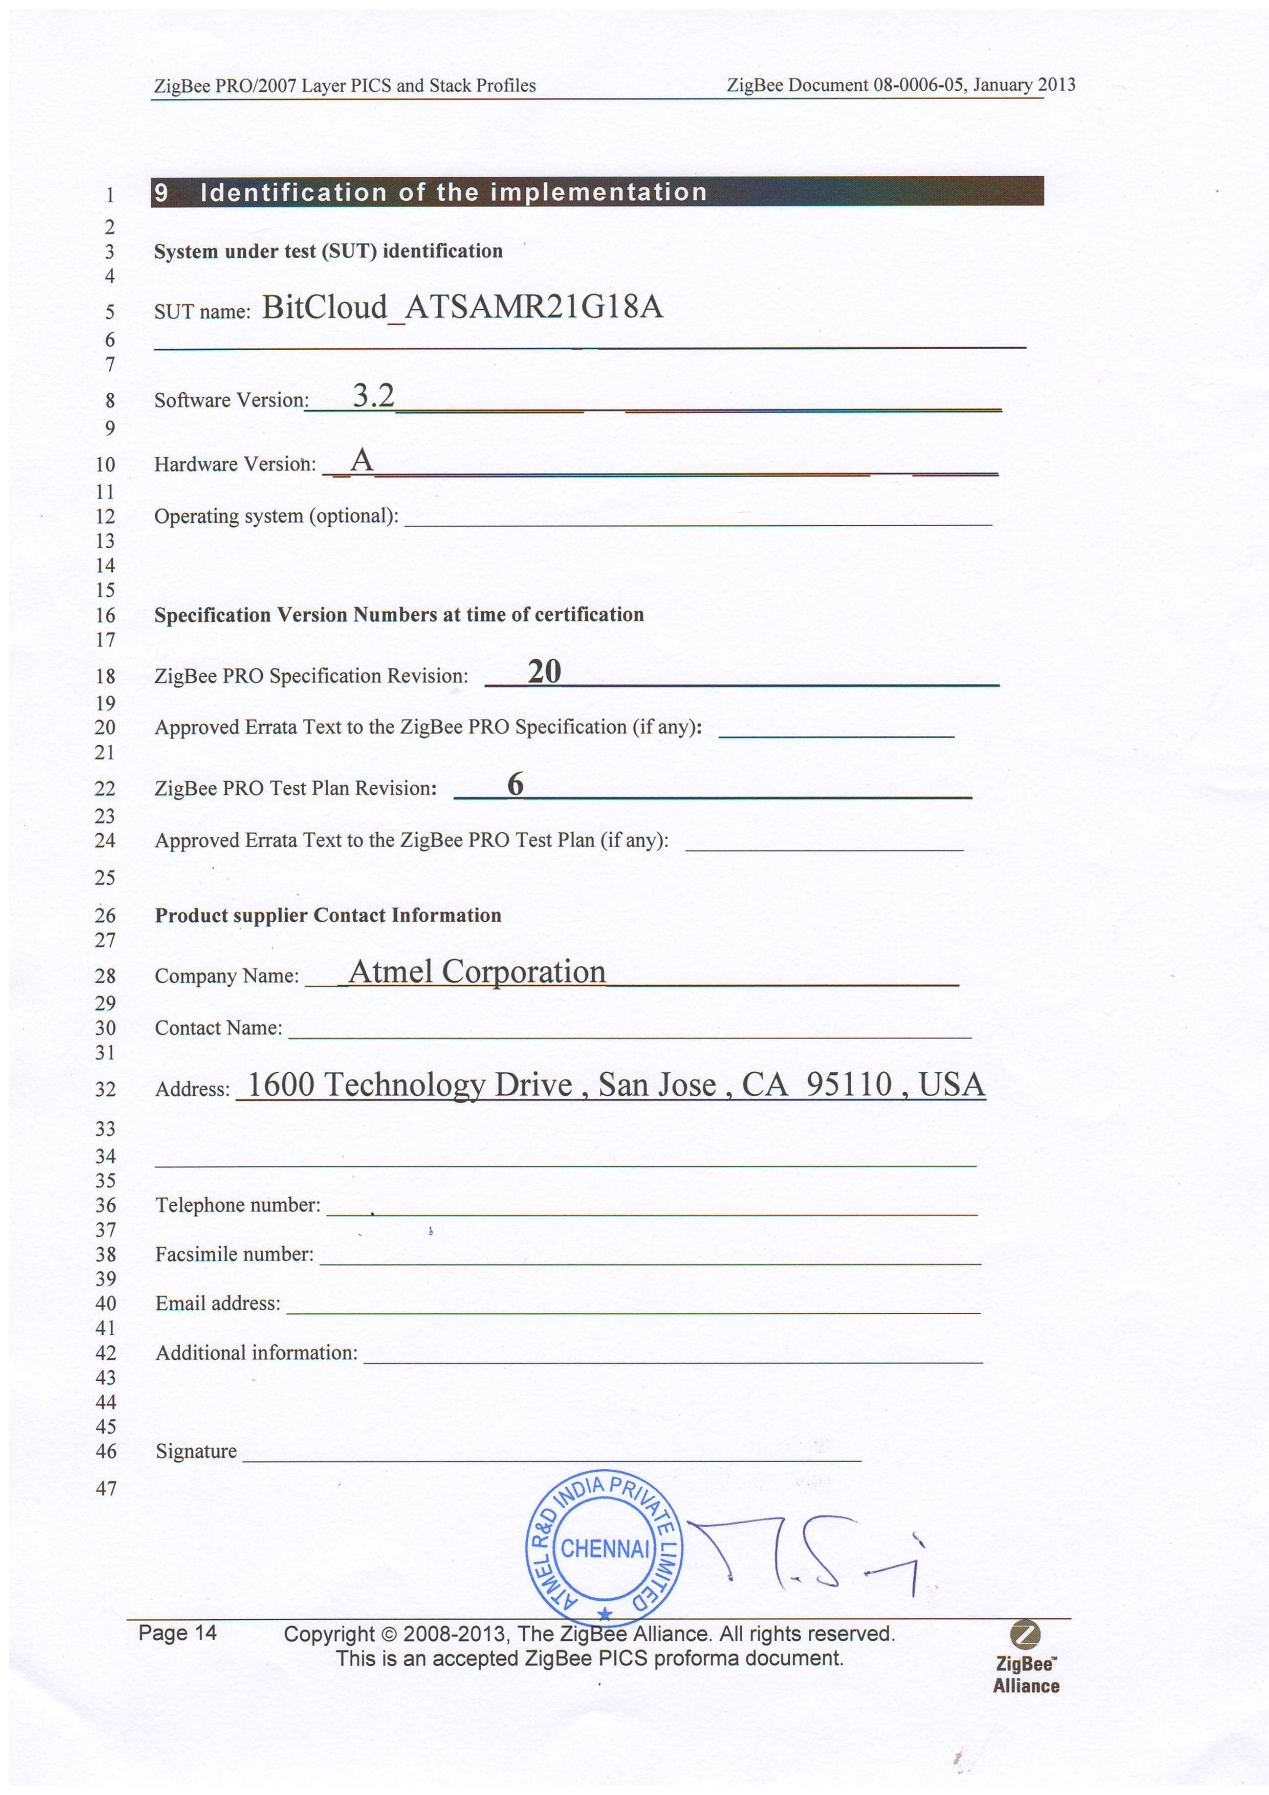 ZigBee PRO/2007 Layer PICS and Stack Profiles ZigBee Document 08-0006-05, January 2013
1 9 Identification of the implementation
2
3 System under test (SUT) identification
4
5 SUT name: BitCloud_ATSAMR21G18A
6
7
8 Software Version: 3.2
9
10 Hardware Version: A
11
12 Operating system (optional):
13
14
15
16 Specification Version Numbers at time of certification
17
18 ZigBee PRO Specification Revision: 20
19
20 Approved Errata Text to the ZigBee PRO Specification (if any):
21
22 ZigBee PRO Test Plan Revision: 6
23
24 Approved Errata Text to the ZigBee PRO Test Plan (if any):
25
26 Product supplier Contact Information
27
28 Company Name: Atmel Corporation
29
30 Contact Name:
31
32 Address: 1600 Technology Drive , San Jose , CA 95110 , USA
33
34
35
36 Telephone number:
37
38 Facsimile number:
39
40 Email address:
41
42 Additional information:
43
44
45
46 Signature
47
ATMEL R&D INDIA PRIVATE LIMITED
CHENNAI
Page 14 Copyright © 2008-2013, The ZigBee Alliance. All rights reserved.
This is an accepted ZigBee PICS proforma document.
ZigBee™
Alliance